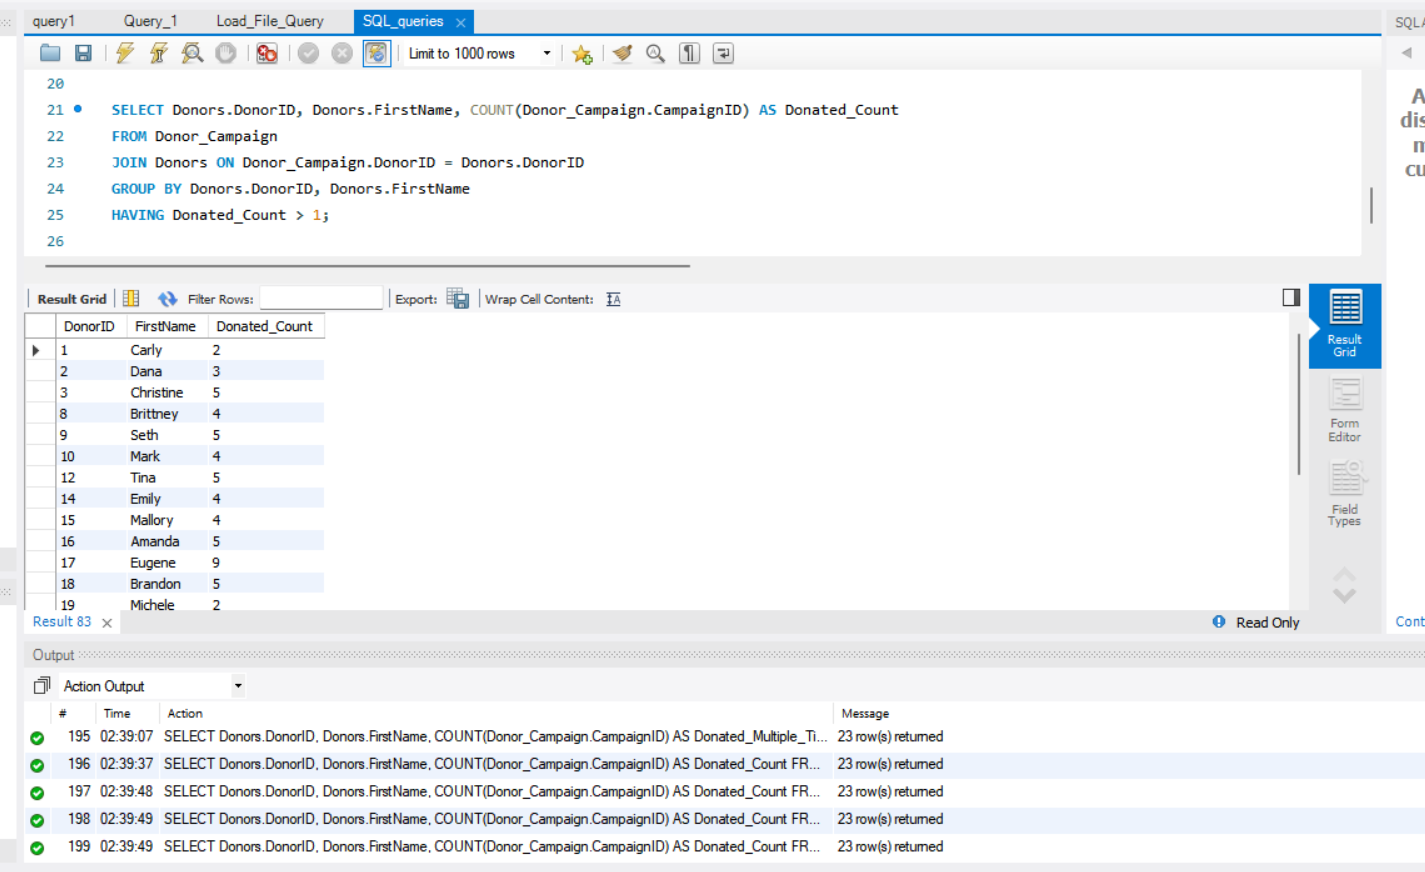 query1 Query_1 Load_File_Query SQL_queries
SQLA
Limit to 1000 rows
20
21 SELECT Donors.DonorID, Donors.FirstName, COUNT(Donor_Campaign.CampaignID) AS Donated_Count
22 FROM Donor_Campaign
23 JOIN Donors ON Donor_Campaign.DonorID = Donors.DonorID
24 GROUP BY Donors.DonorID, Donors.FirstName
25 HAVING Donated_Count > 1;
26
Result Grid Filter Rows: Export: Wrap Cell Content: IA
DonorID FirstName Donated_Count
1 Carly 2
2 Dana 3
3 Christine 5
8 Brittney 4
9 Seth 5
10 Mark 4
12 Tina 5
14 Emily 4
15 Mallory 4
16 Amanda 5
17 Eugene 9
18 Brandon 5
19 Michele 2
Result
Grid
Form
Editor
Field
Types
Result 83
Read Only
Cont
Output
Action Output
# Time Action Message
195 02:39:07 SELECT Donors.DonorID, Donors.FirstName, COUNT(Donor_Campaign.CampaignID) AS Donated_Multiple_Ti... 23 row(s) returned
196 02:39:37 SELECT Donors.DonorID, Donors.FirstName, COUNT(Donor_Campaign.CampaignID) AS Donated_Count FR... 23 row(s) returned
197 02:39:48 SELECT Donors.DonorID, Donors.FirstName, COUNT(Donor_Campaign.CampaignID) AS Donated_Count FR... 23 row(s) returned
198 02:39:49 SELECT Donors.DonorID, Donors.FirstName, COUNT(Donor_Campaign.CampaignID) AS Donated_Count FR... 23 row(s) returned
199 02:39:49 SELECT Donors.DonorID, Donors.FirstName, COUNT(Donor_Campaign.CampaignID) AS Donated_Count FR... 23 row(s) returned